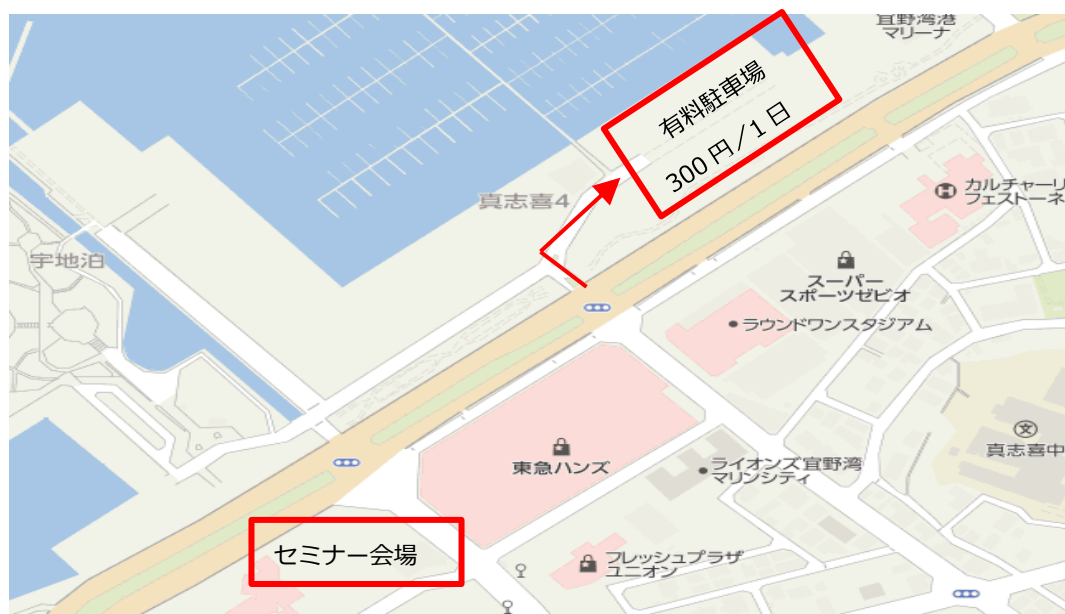 宜野湾港
マリーナ
有料駐車場
300円／1日
真志喜4
カルチャーリ
フェストーネ
宇地泊
スーパー
スポーツゼビオ
ラウンドワンスタジアム
真志喜中
東急ハンズ
ライオンズ宜野湾
マリンシティ
セミナー会場
フレッシュプラザ
ユニオン